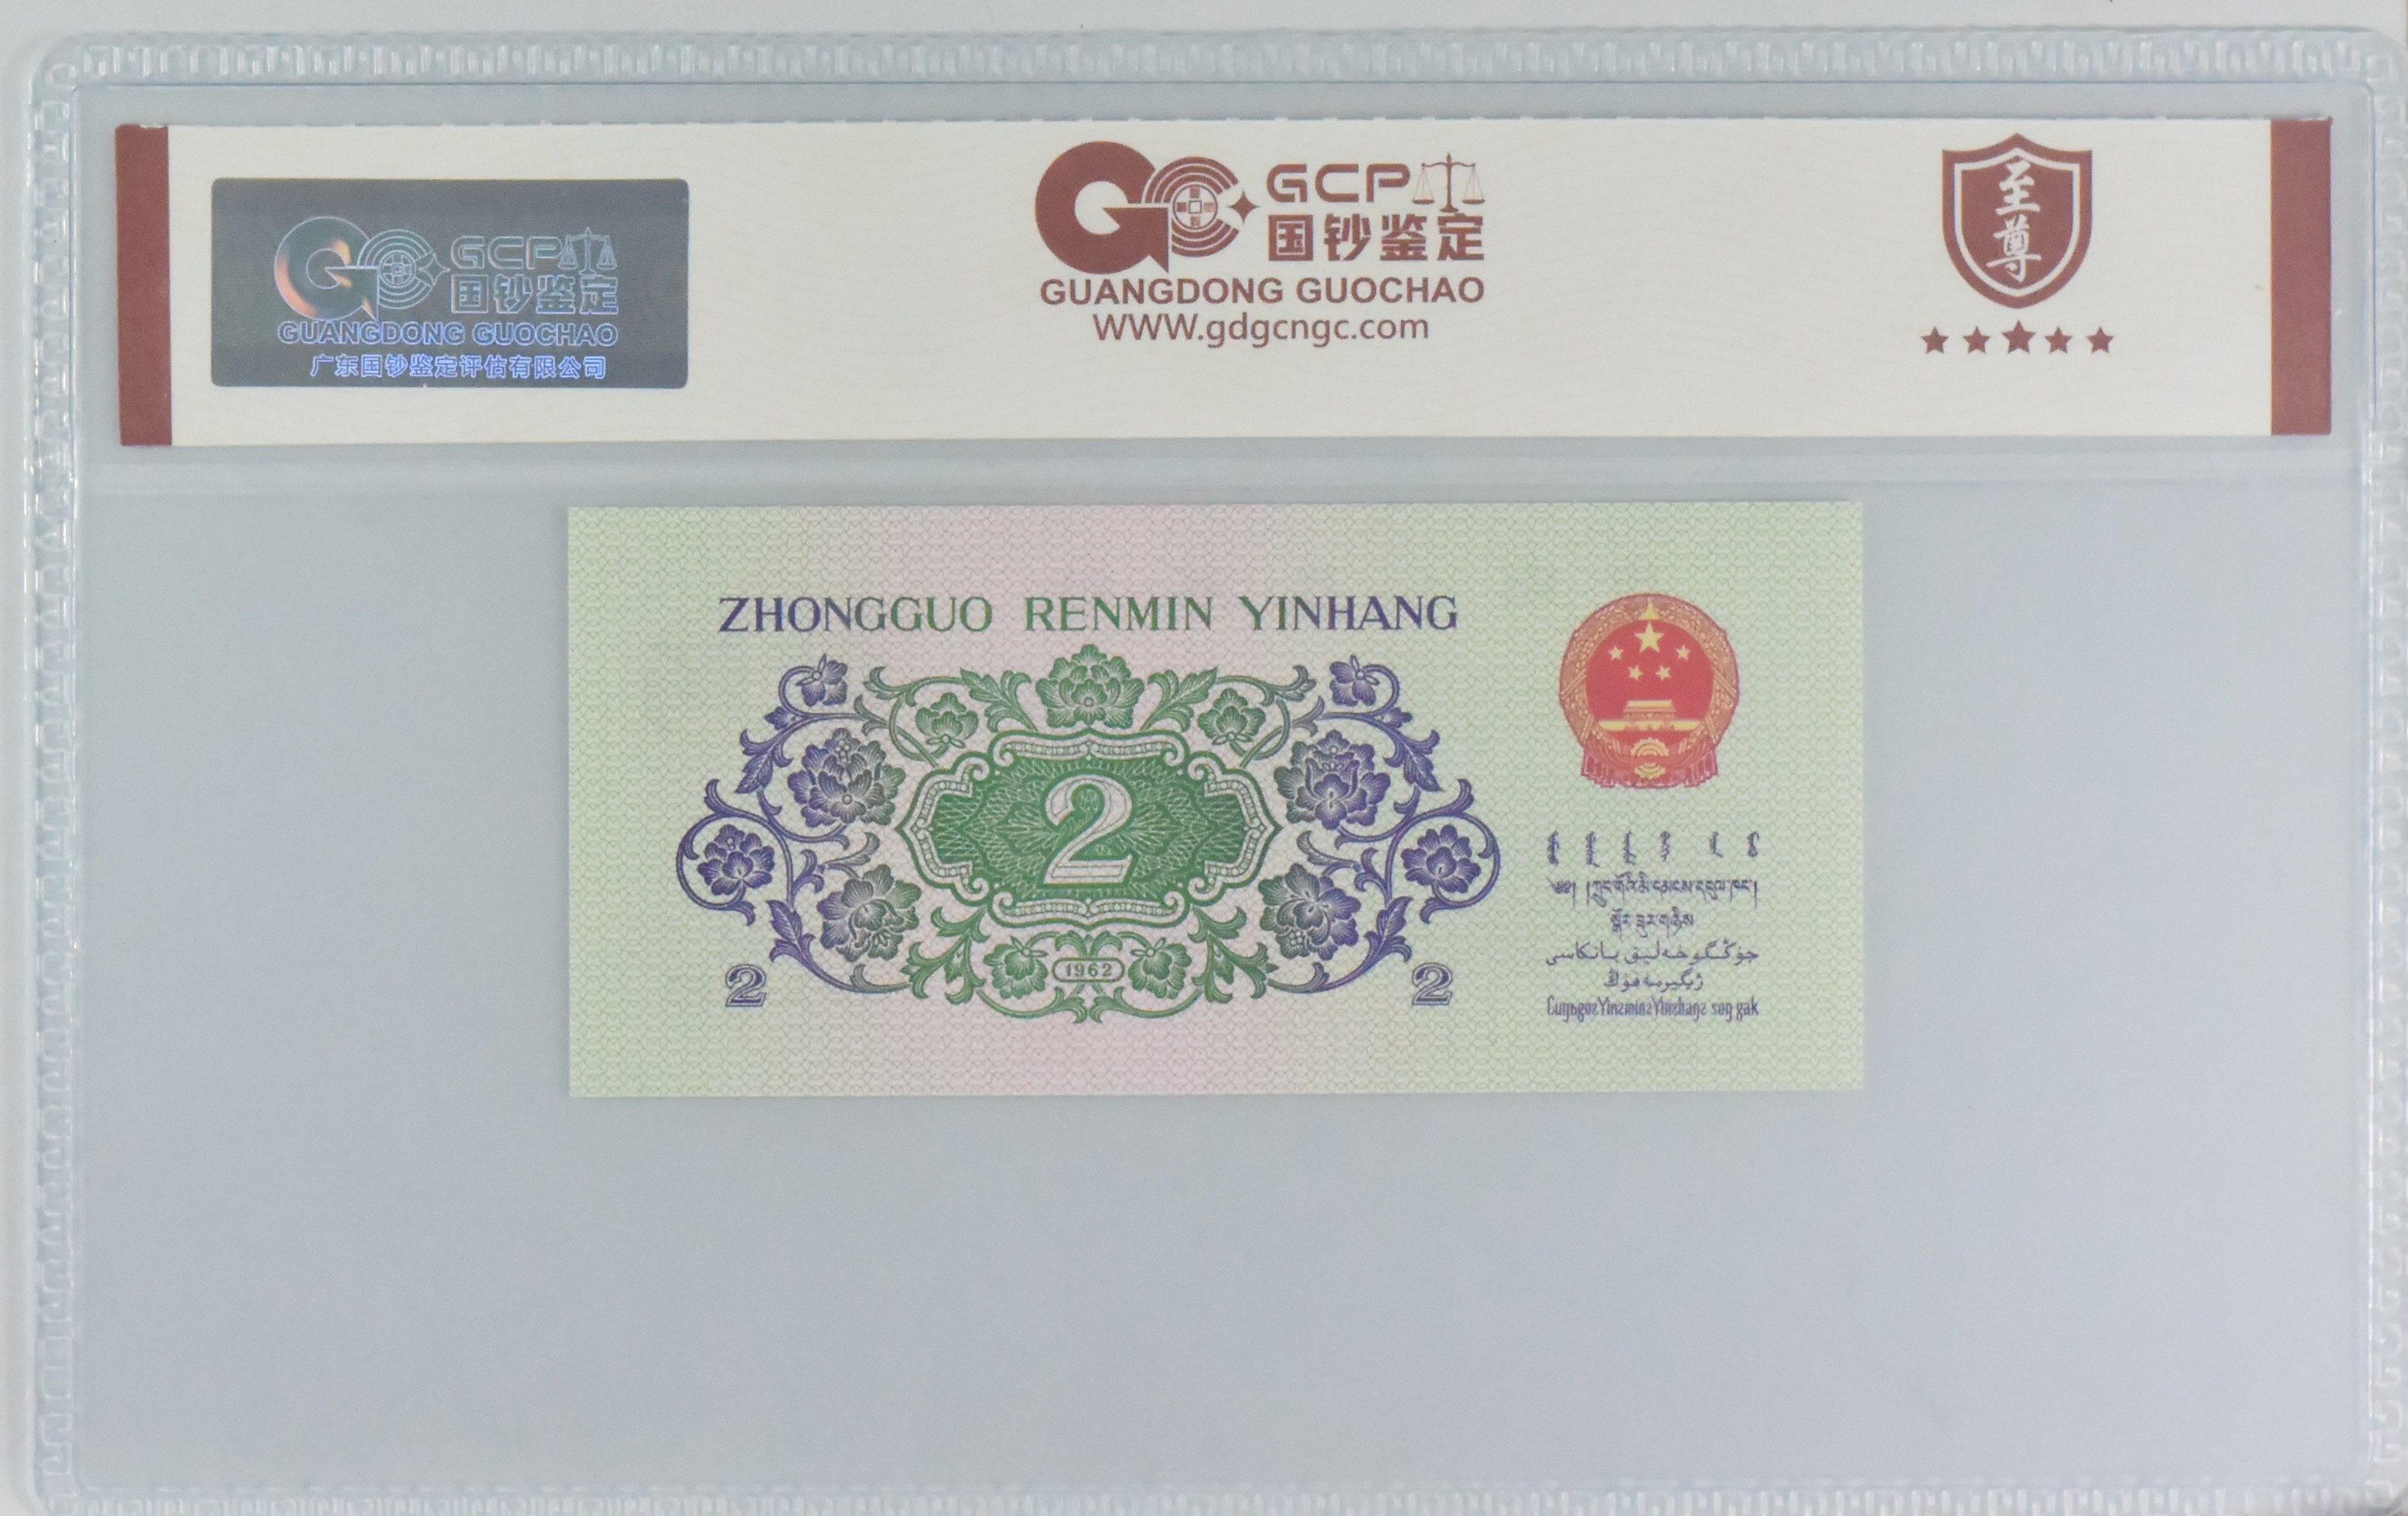 GCP
国钞鉴定
GUANGDONG GUOCHAO
广东国钞鉴定评估有限公司
GCP
国钞鉴定
GUANGDONG GUOCHAO
WWW.gdgcngc.com
至尊
ZHONGGUO RENMIN YINHANG
2
1962
2
2
جۇڭگوخەلىق بانكاسى